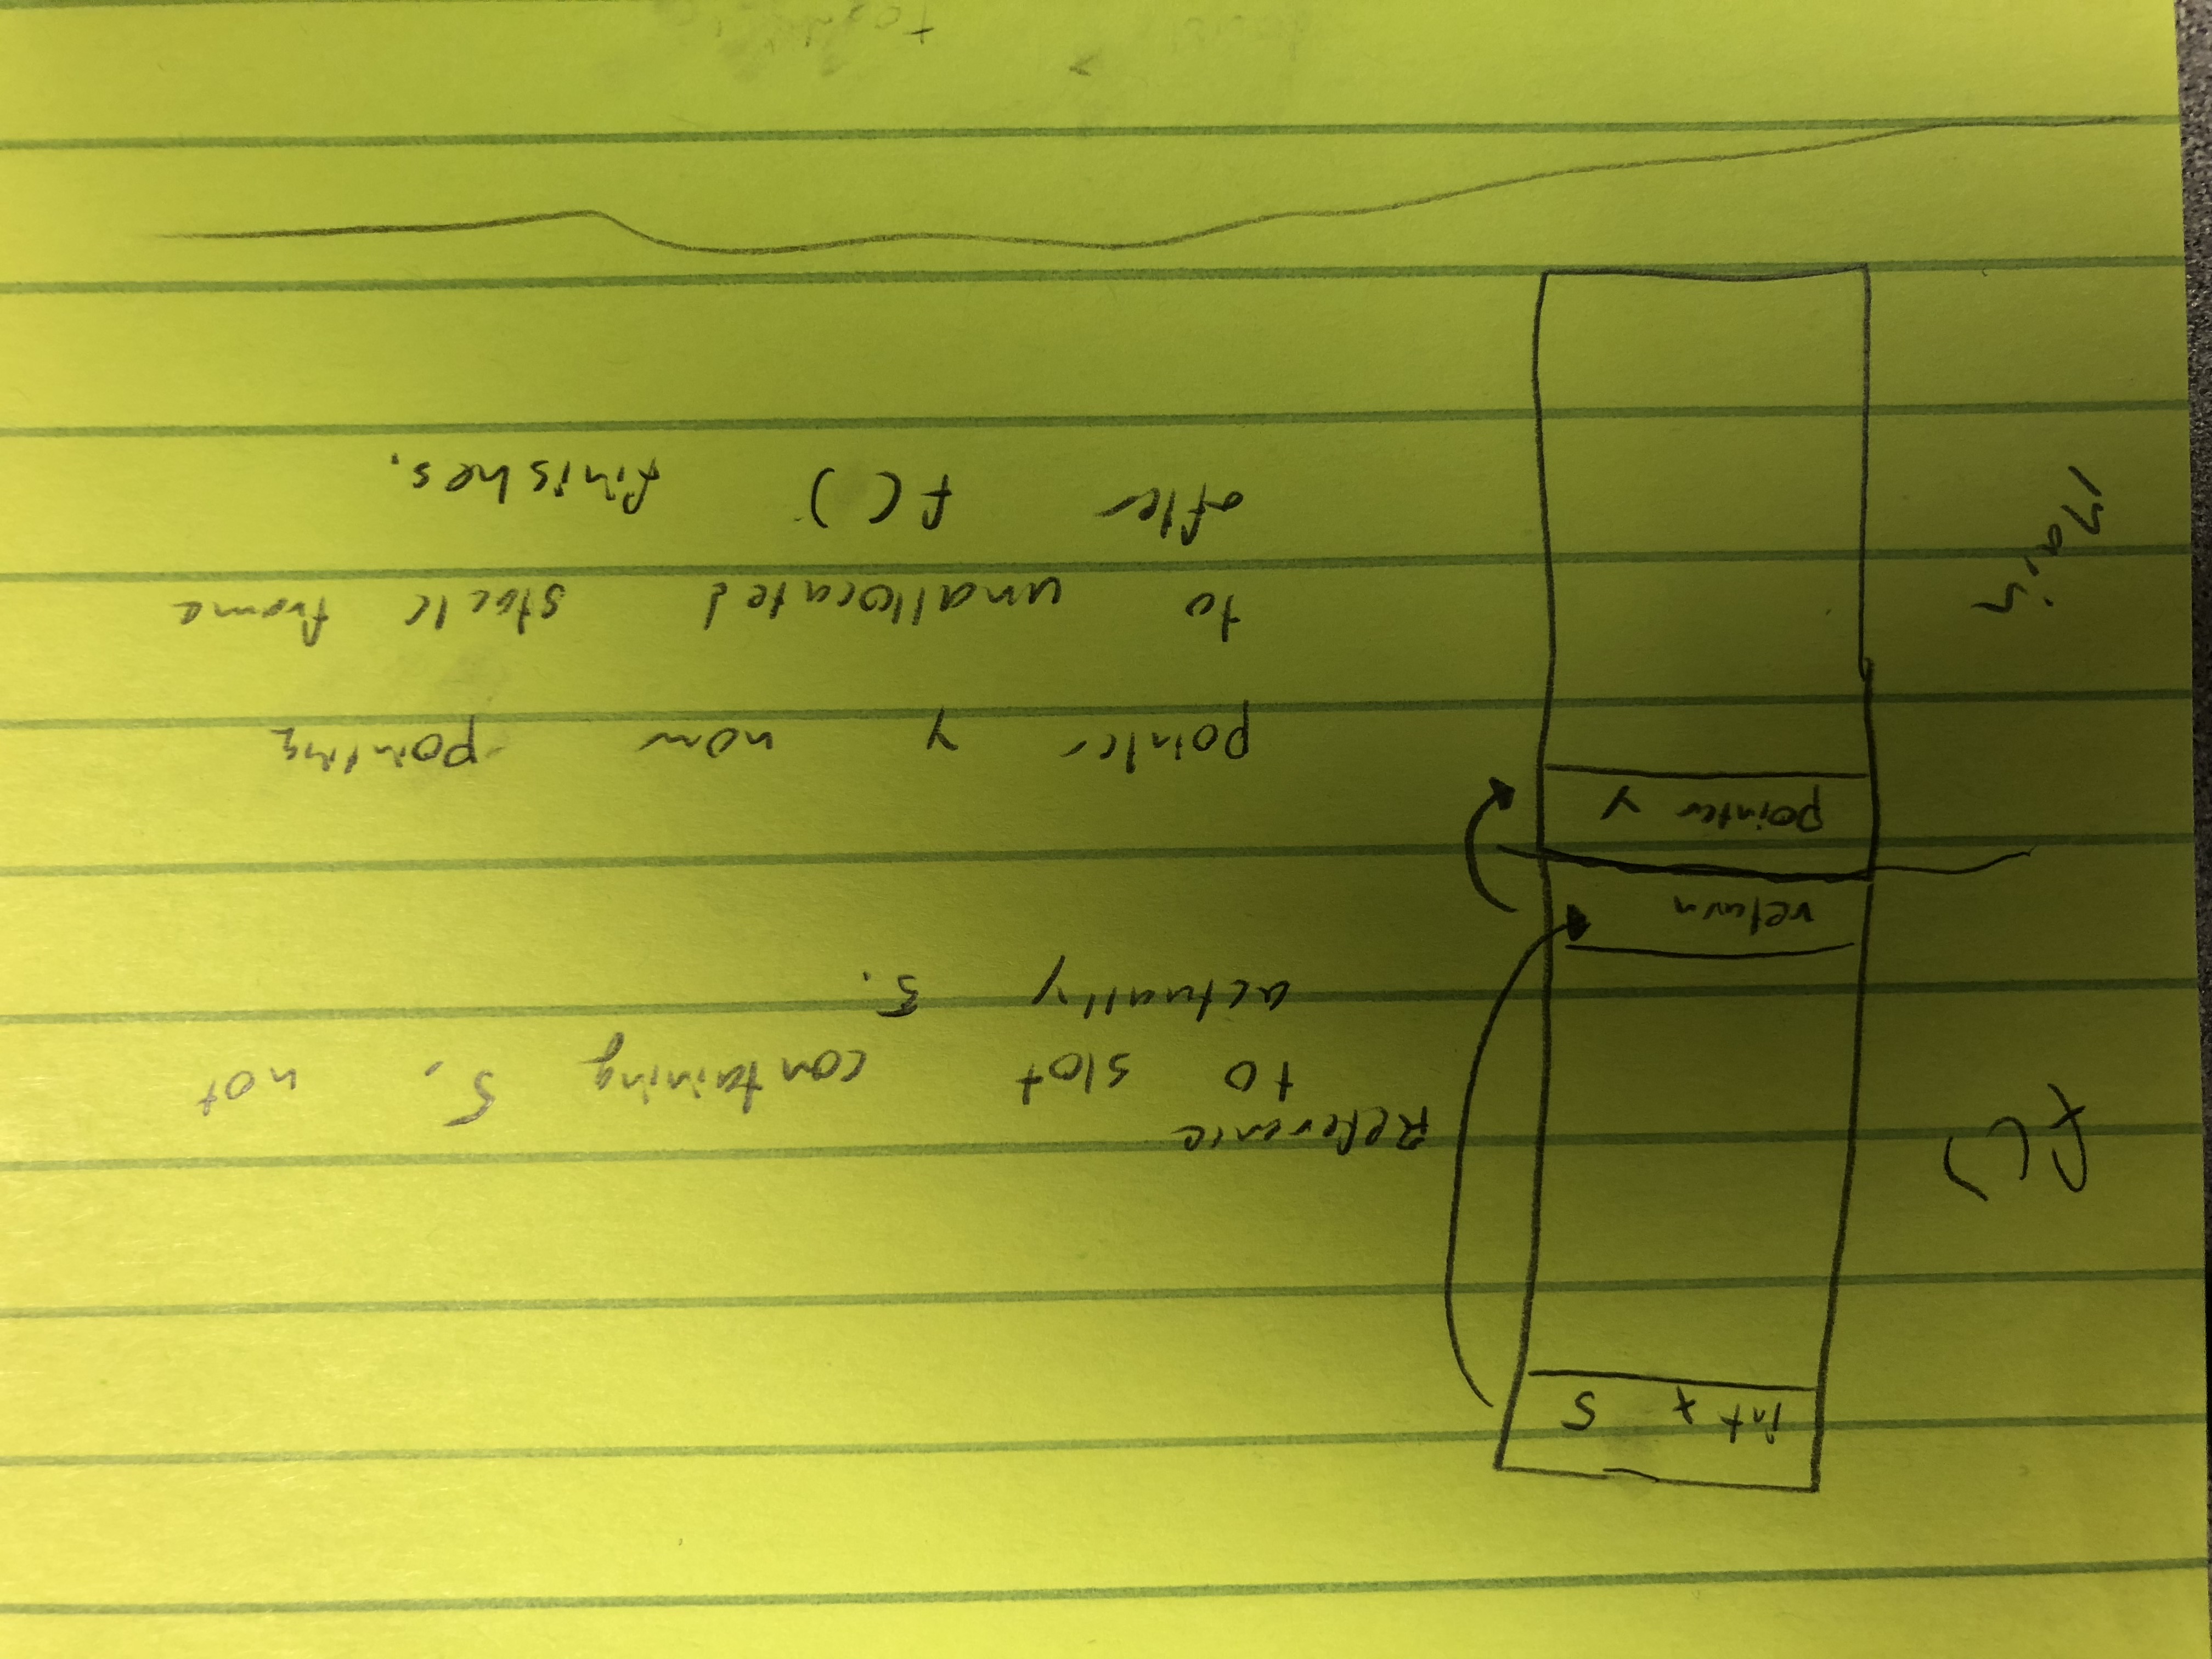 int x 5
f()
Reference
to slot containing 5, not
actually 5.
return
pointer y
pointer y now pointing
to unallocated stack frame
after f() finishes.
Main